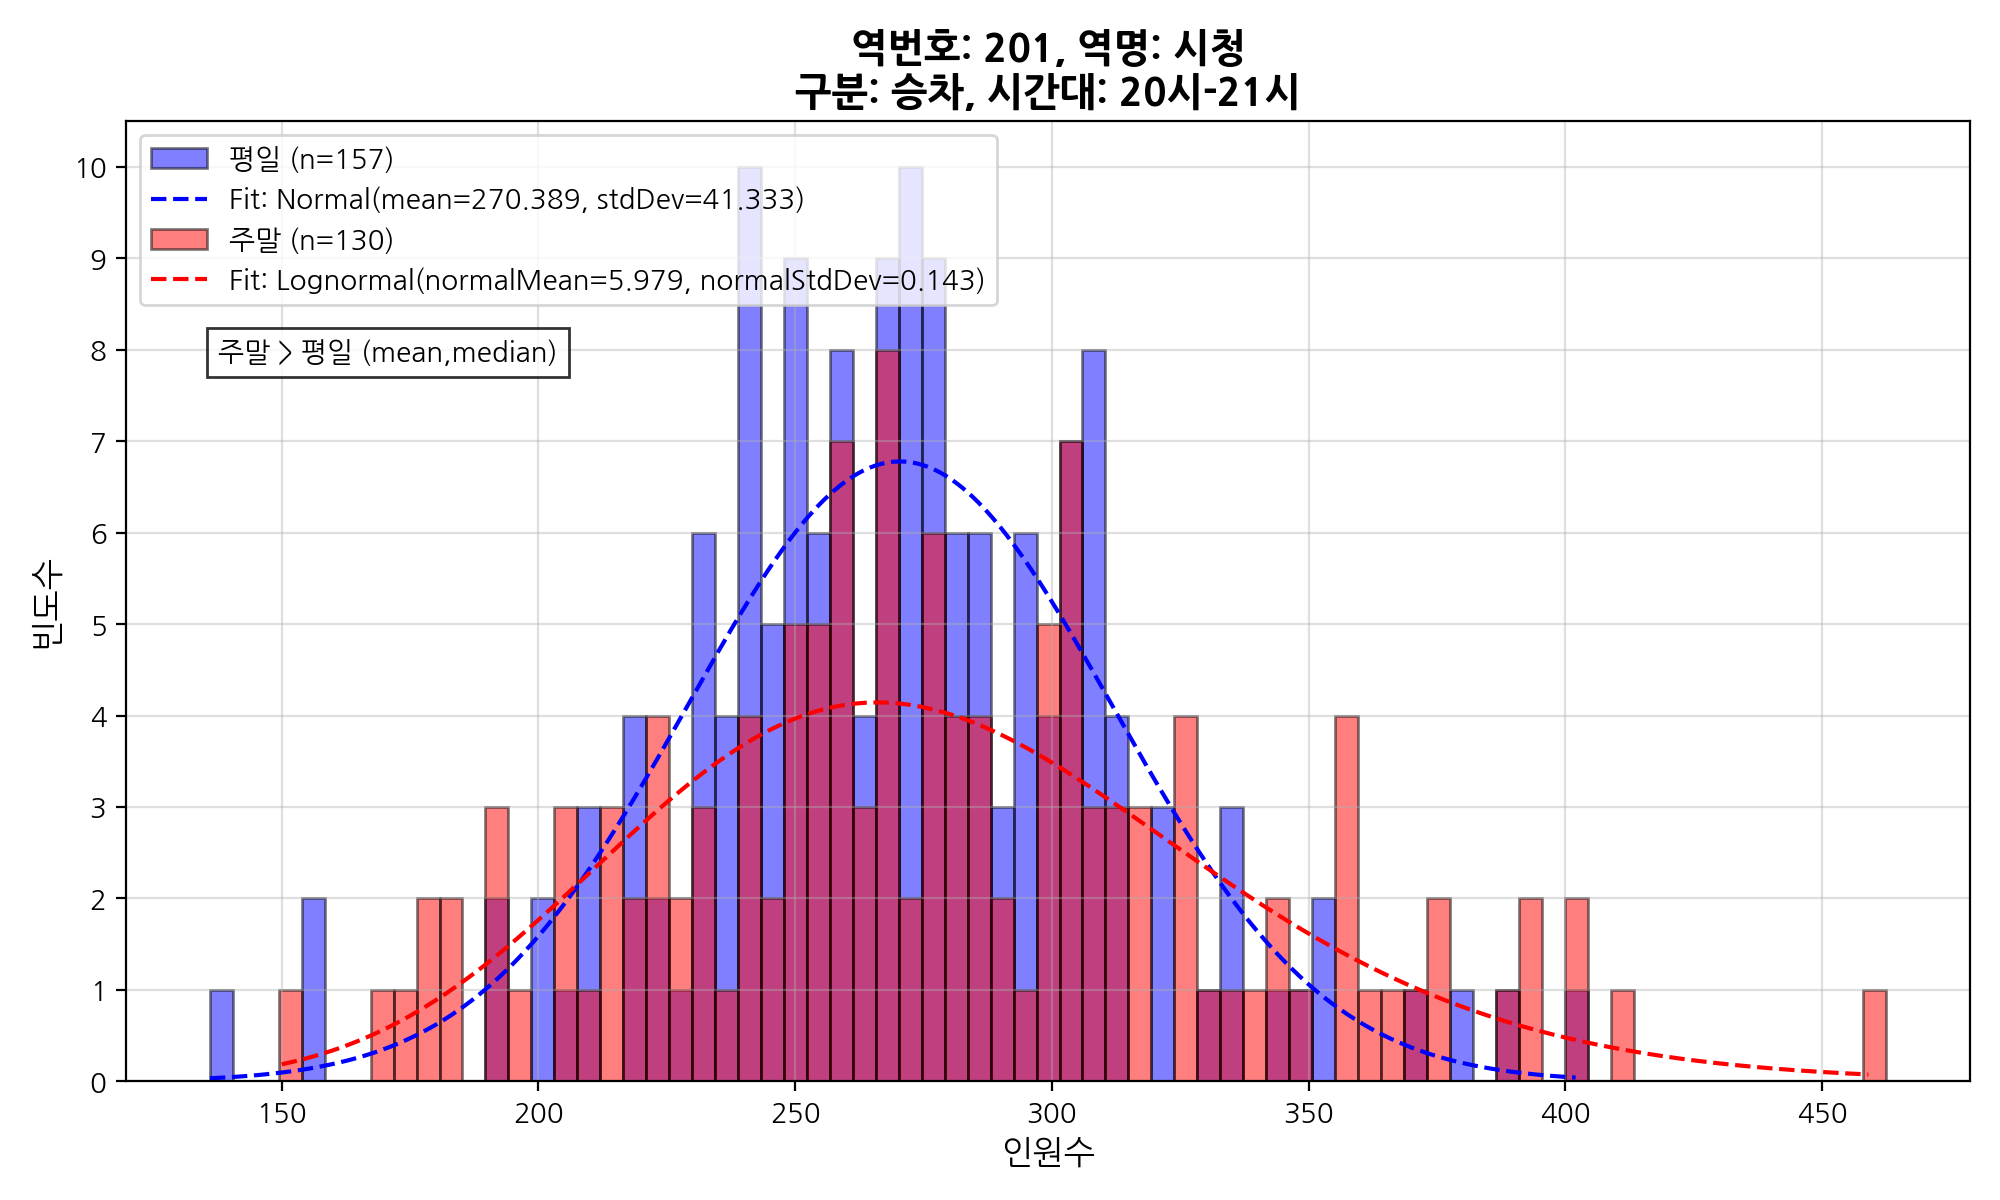 역번호: 201, 역명: 시청
구분: 승차, 시간대: 20시-21시
평일 (n=157)
Fit: Normal(mean=270.389, stdDev=41.333)
주말 (n=130)
Fit: Lognormal(normalMean=5.979, normalStdDev=0.143)
주말 > 평일 (mean,median)
빈도수
10
9
8
7
6
5
4
3
2
1
0
150 200 250 300 350 400 450
인원수